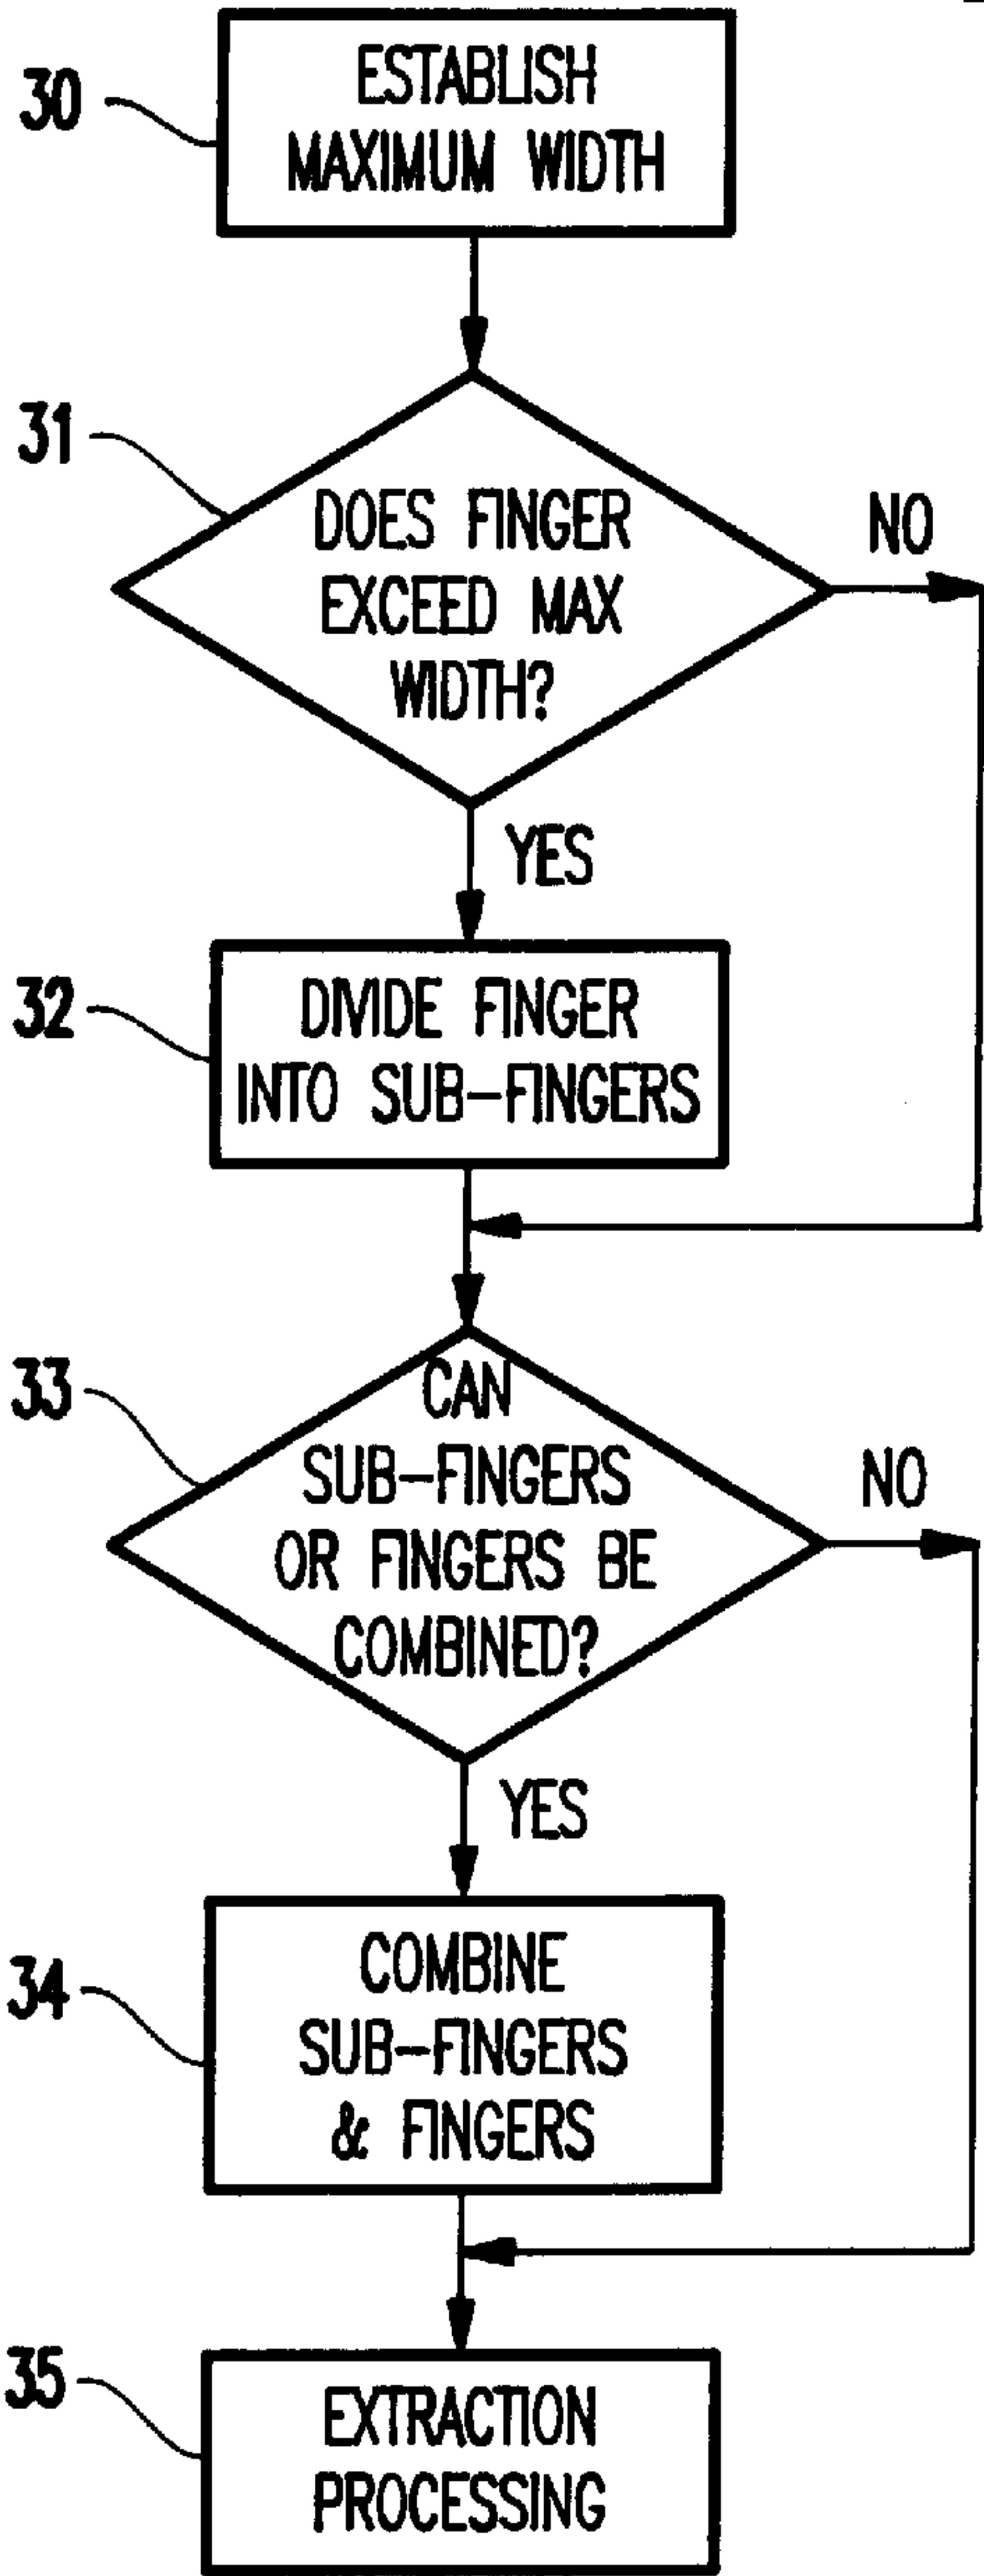 30
ESTABLISH
MAXIMUM WIDTH
31
DOES FINGER
EXCEED MAX
WIDTH?
NO
YES
32
DIVIDE FINGER
INTO SUB-FINGERS
33
CAN
SUB-FINGERS
OR FINGERS BE
COMBINED?
NO
YES
34
COMBINE
SUB-FINGERS
& FINGERS
35
EXTRACTION
PROCESSING